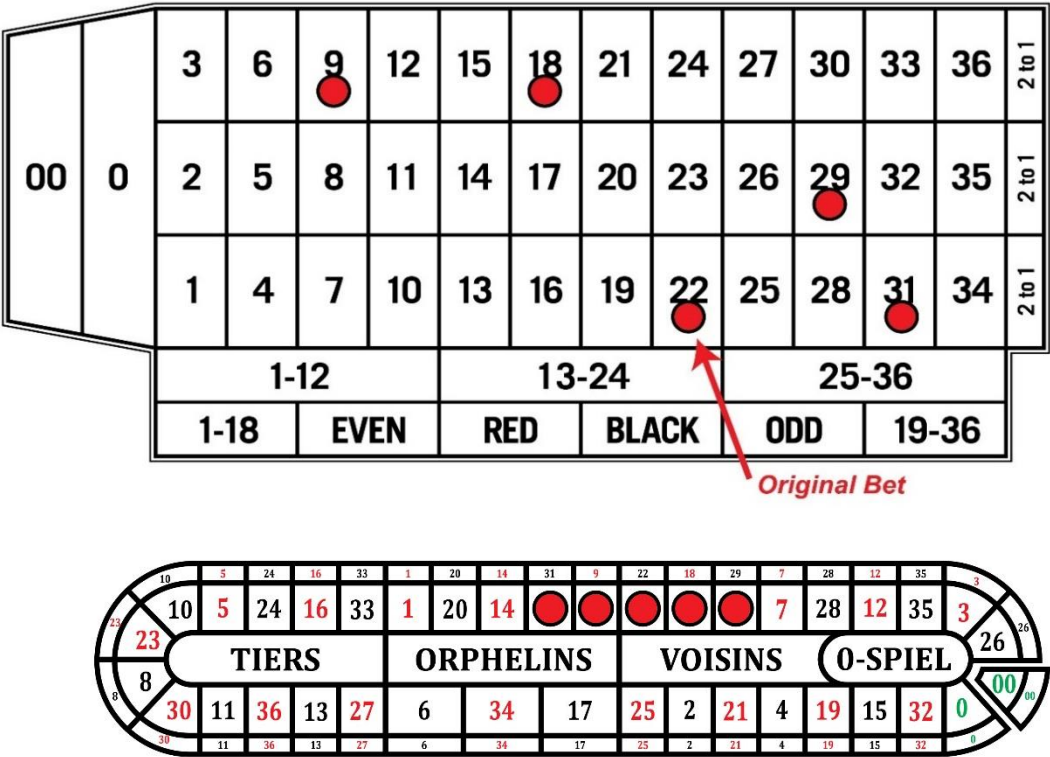 3 6 9 12 15 18 21 24 27 30 33 36 2 to 1
00 0 2 5 8 11 14 17 20 23 26 29 32 35 2 to 1
1 4 7 10 13 16 19 22 25 28 31 34 2 to 1
1-12 13-24 25-36
1-18 EVEN RED BLACK ODD 19-36
Original Bet
10 5 24 16 33 1 20 14 31 9 22 18 29 7 28 12 35 3
10 5 24 16 33 1 20 14 7 28 12 35 3
23 23 26 26
TIERS ORPHELINS VOISINS 0-SPIEL
8 8 00 00
30 11 36 13 27 6 34 17 25 2 21 4 19 15 32 0
30 11 36 13 27 6 34 17 25 2 21 4 19 15 32 0